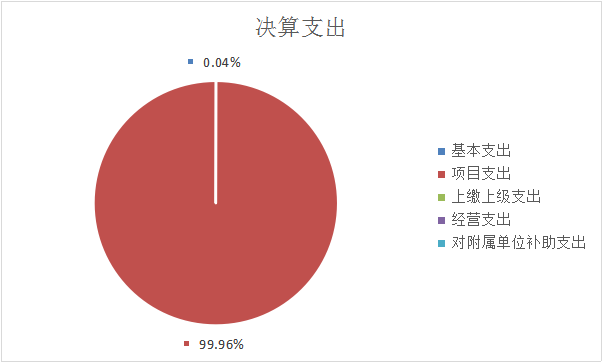 决算支出
0.04%
99.96%
基本支出
项目支出
上缴上级支出
经营支出
对附属单位补助支出